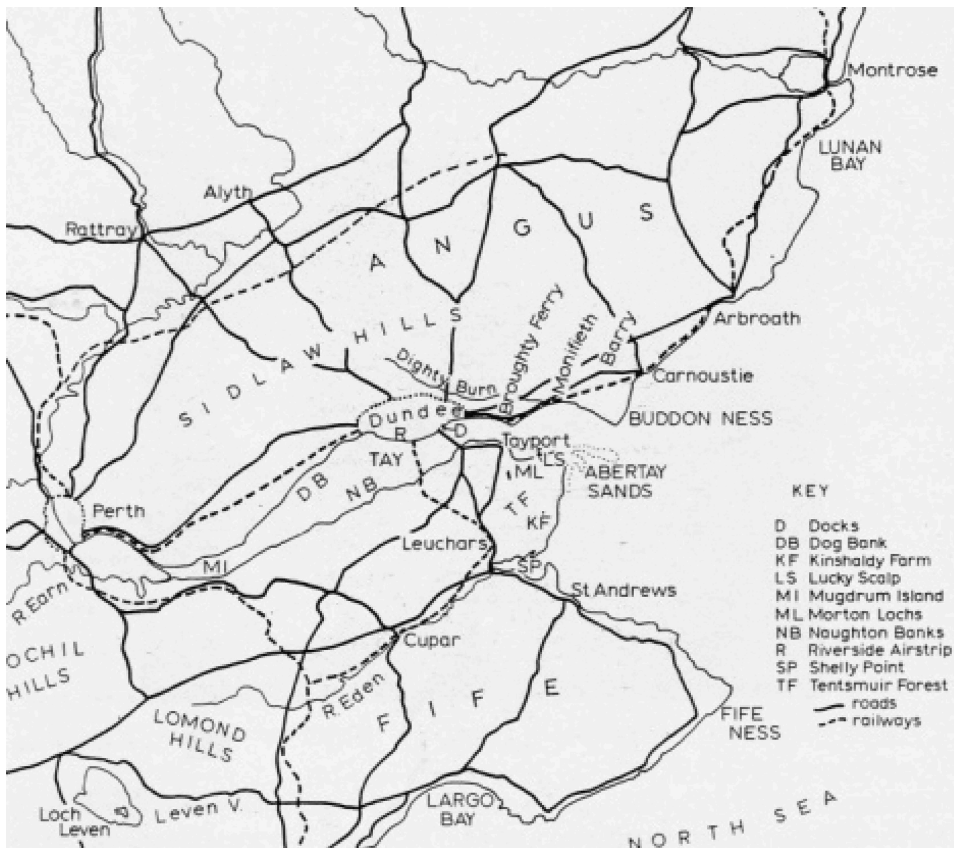 Montrose
LUNAN
BAY
Alyth
Rattray
ANGUS
Arbroath
SIDLAW HILLS
Dighty Burn
Broughty Ferry
Monifieth
Barry
Carnoustie
BUDDON NESS
Dundee
R
D
TAY
Tayport
LS
ML
ABERTAY
SANDS
DB
NB
TF
KF
Perth
Leuchars
MI
SP
St Andrews
R. Earn
Cupar
OCHIL
HILLS
R. Eden
FIFE
LOMOND
HILLS
FIFE
NESS
Loch
Leven
Leven V.
LARGO
BAY
NORTH SEA
KEY
D Docks
DB Dog Bank
KF Kinshaldy Farm
LS Lucky Scalp
MI Mugdrum Island
ML Morton Lochs
NB Naughton Banks
R Riverside Airstrip
SP Shelly Point
TF Tentsmuir Forest
roads
railways